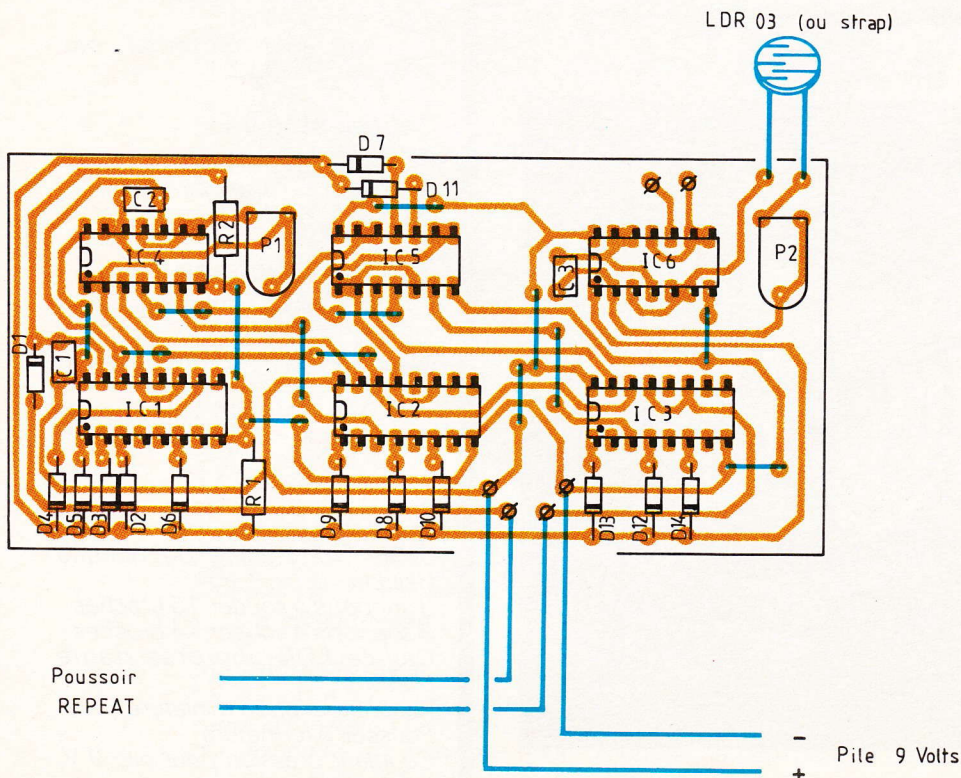 LDR 03 (ou strap)
D7
D11
C2
R2
P1
IC4
IC5
C3
IC6
P2
D1
C1
IC1
IC2
IC3
D4
D5
D3
D2
D6
R1
D9
D8
D10
D13
D12
D14
Poussoir
REPEAT
-
Pile 9 Volts
+